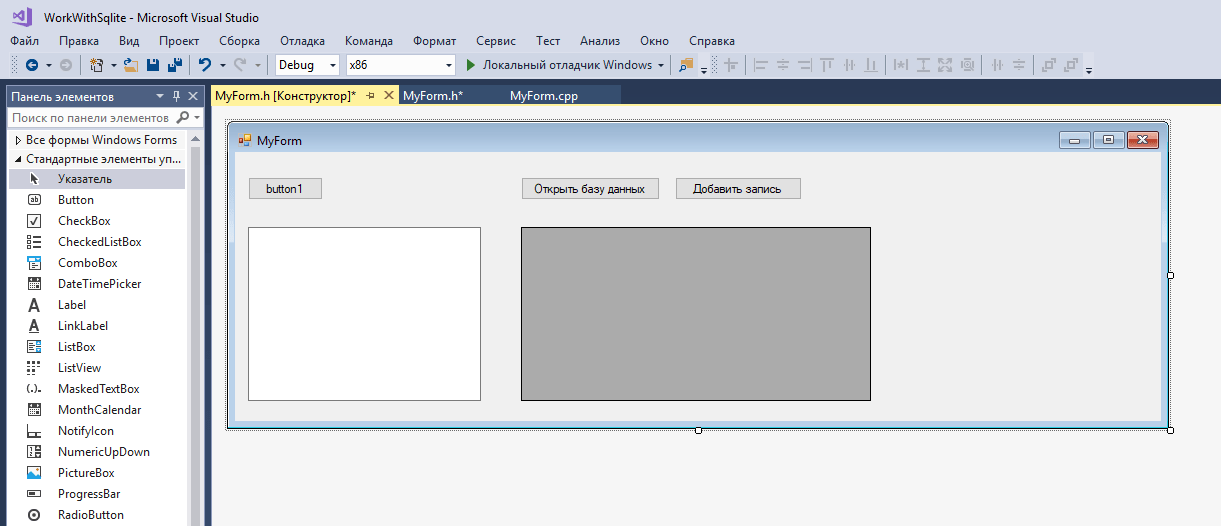 WorkWithSqlite - Microsoft Visual Studio
Файл Правка Вид Проект Сборка Отладка Команда Формат Сервис Тест Анализ Окно Справка
Debug x86 Локальный отладчик Windows
Панель элементов
MyForm.h [Конструктор]* MyForm.h* MyForm.cpp
Поиск по панели элементов
Все формы Windows Forms
Стандартные элементы уп...
Указатель
Button
CheckBox
CheckedListBox
ComboBox
DateTimePicker
Label
LinkLabel
ListBox
ListView
MaskedTextBox
MonthCalendar
NotifyIcon
NumericUpDown
PictureBox
ProgressBar
RadioButton
MyForm
button1 Открыть базу данных Добавить запись